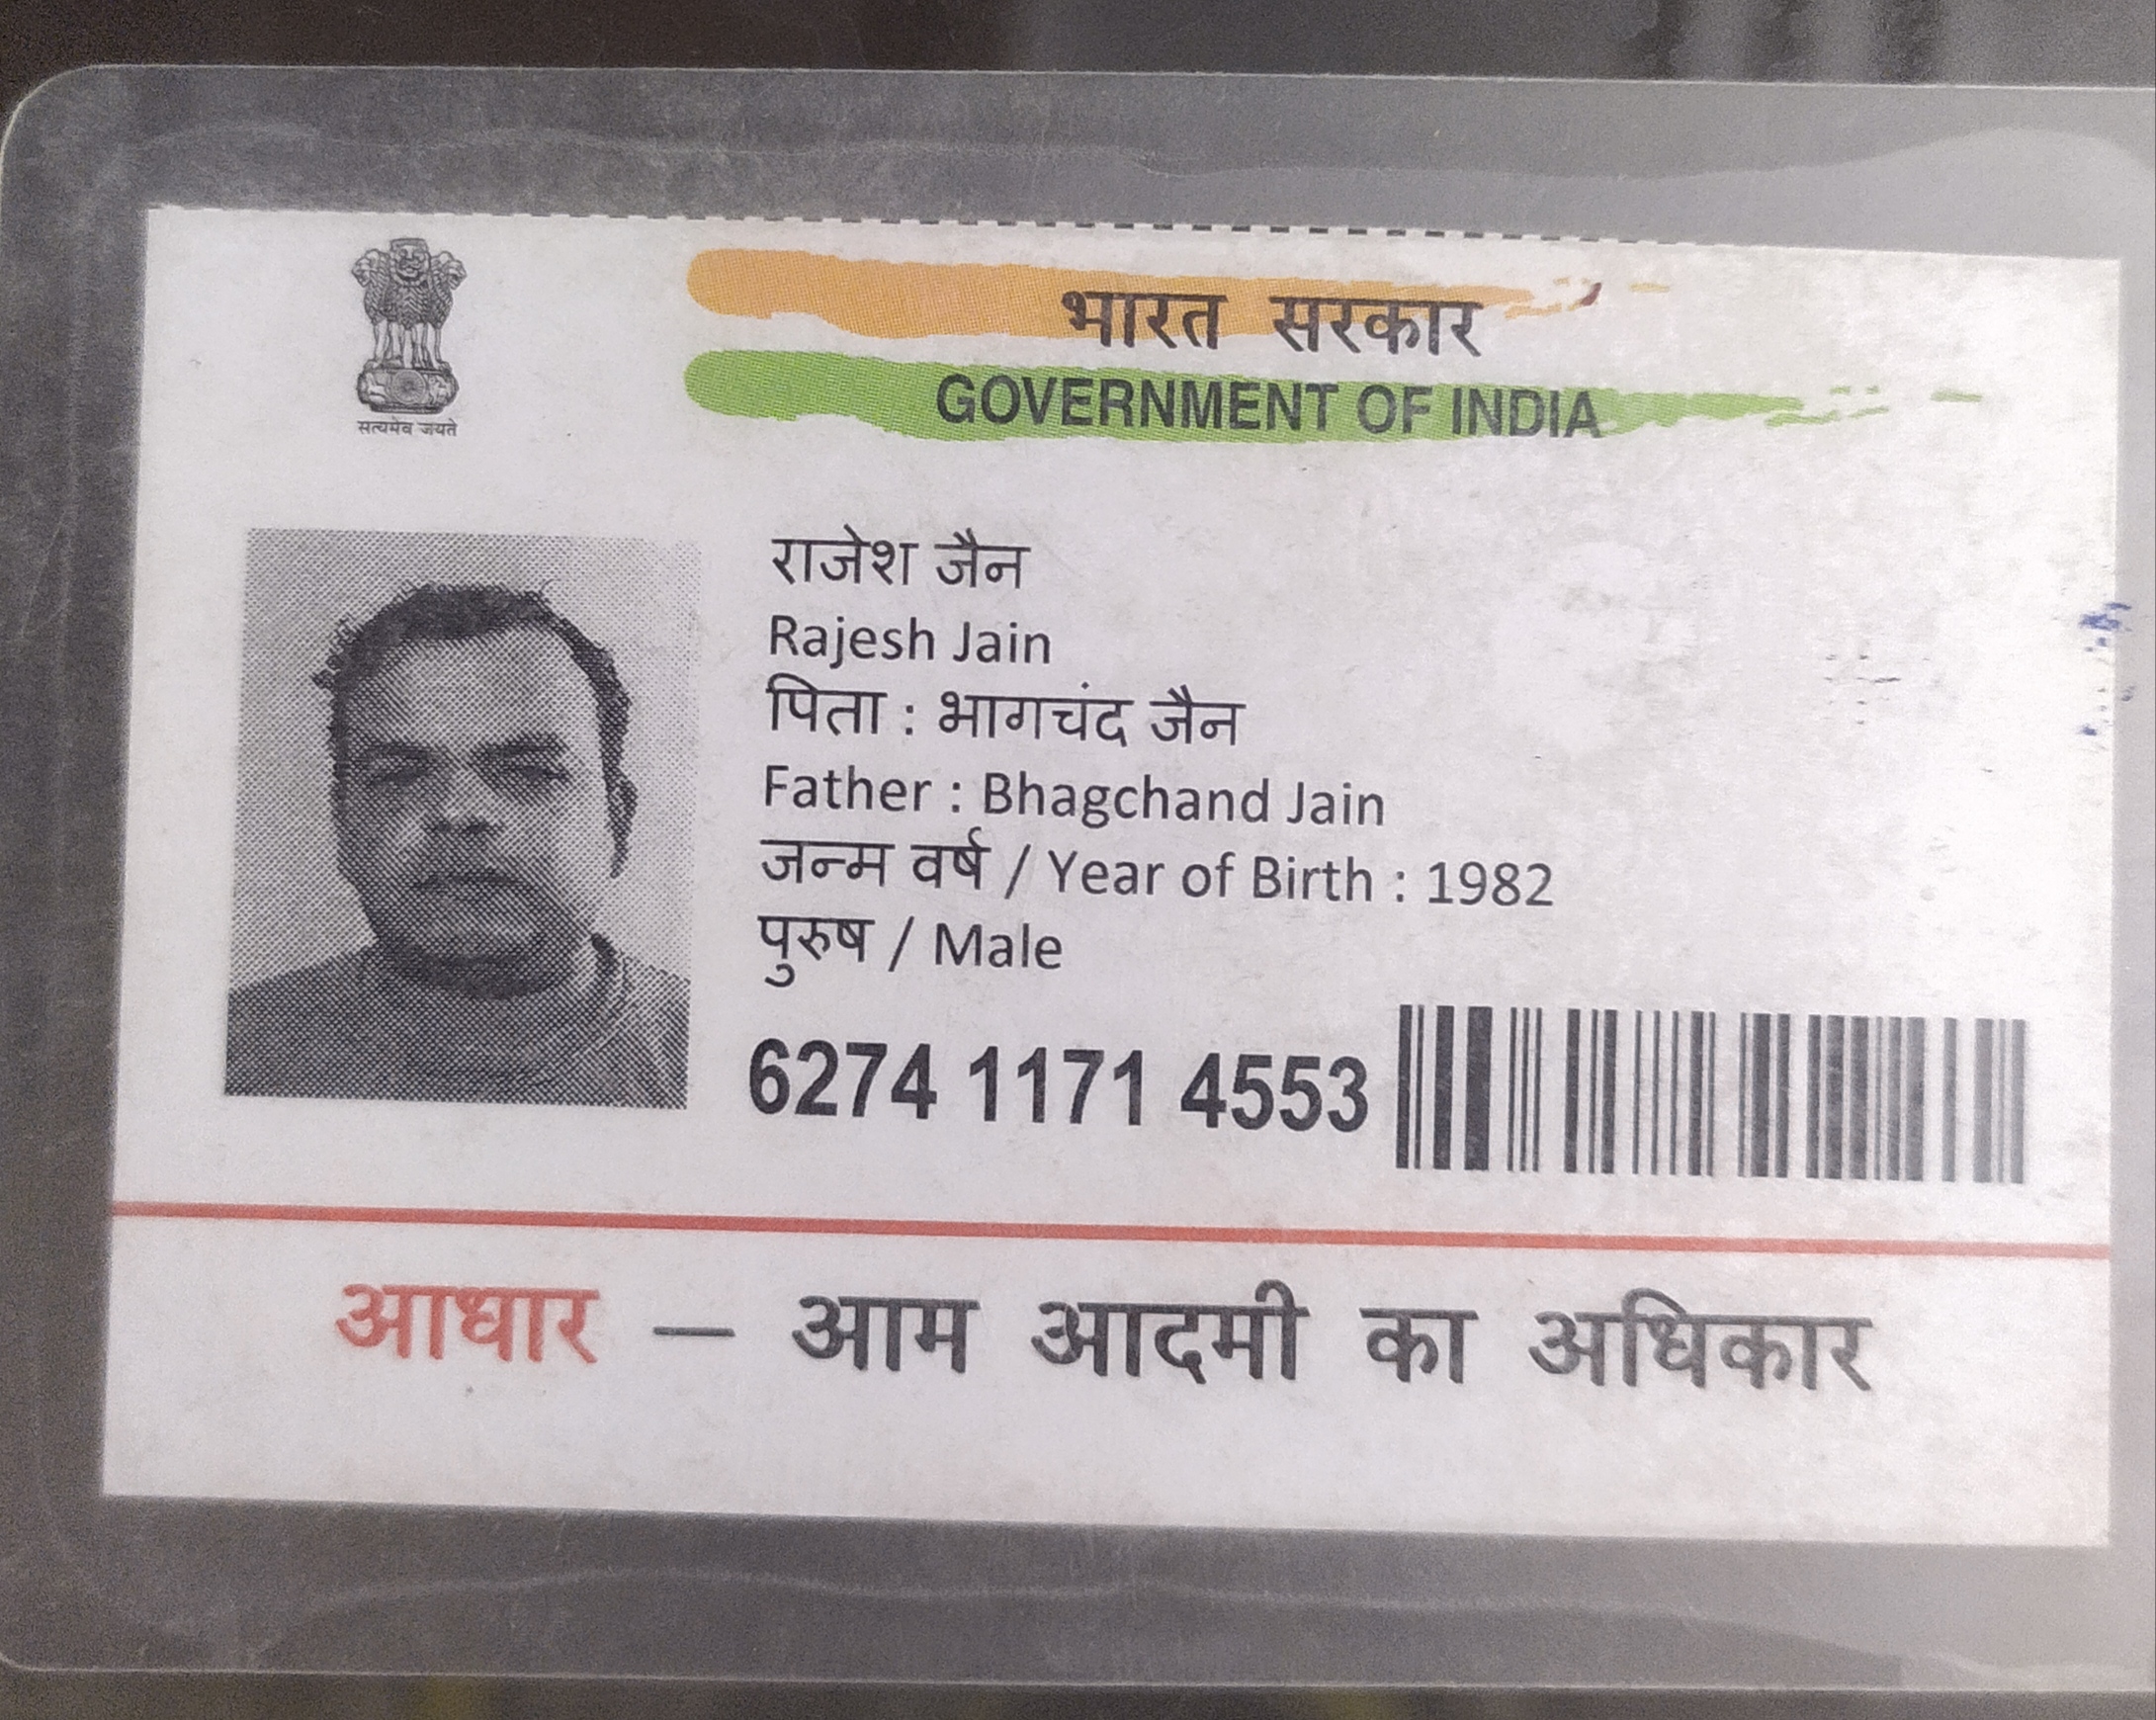 भारत सरकार
GOVERNMENT OF INDIA
सत्यमेव जयते
राजेश जैन
Rajesh Jain
पिता : भागचंद जैन
Father : Bhagchand Jain
जन्म वर्ष / Year of Birth : 1982
पुरुष / Male
6274 1171 4553
आधार — आम आदमी का अधिकार